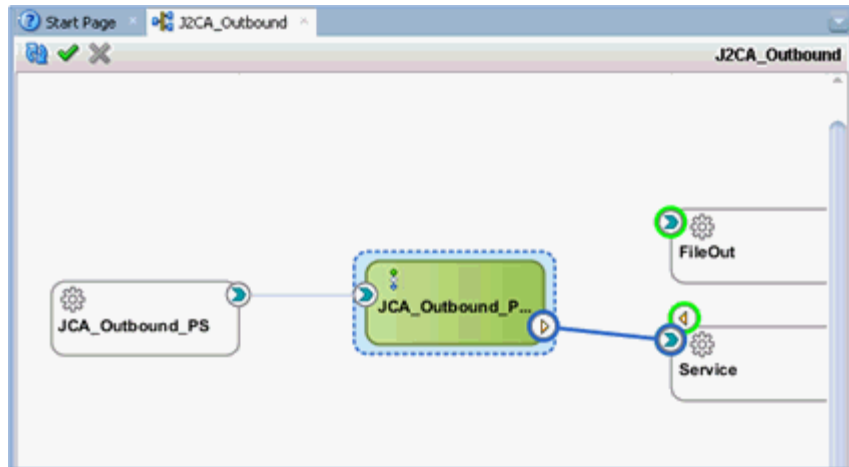 Start Page J2CA_Outbound
J2CA_Outbound
FileOut
JCA_Outbound_P...
JCA_Outbound_PS
Service